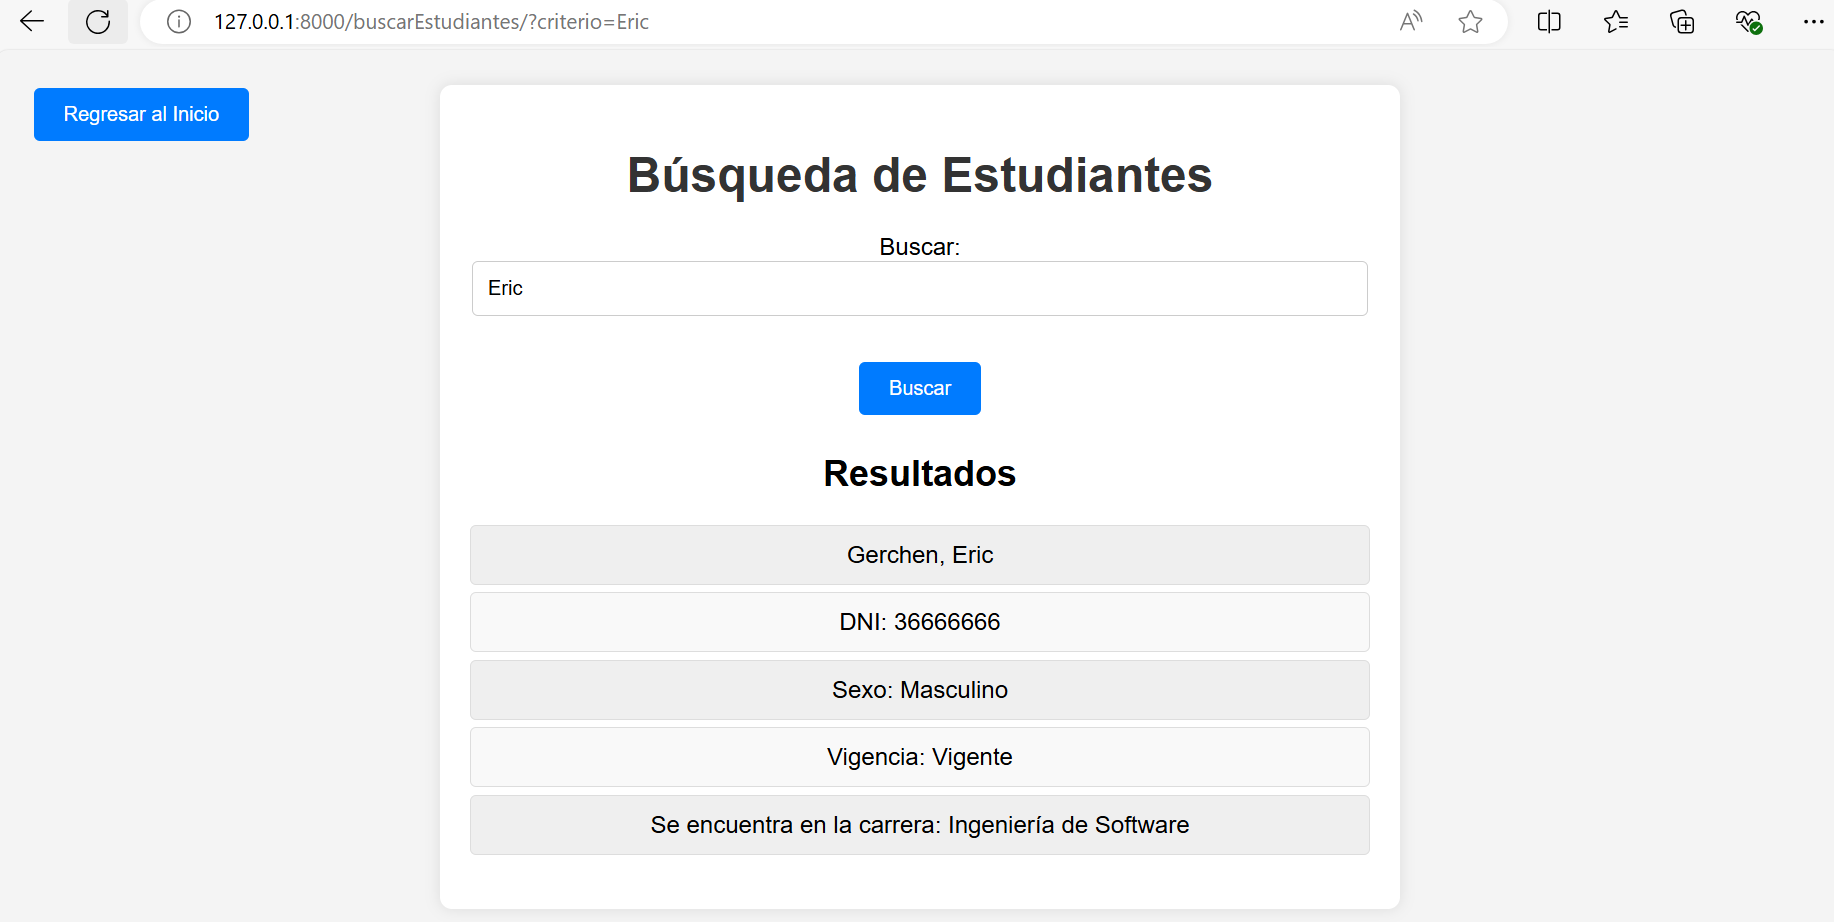 127.0.0.1:8000/buscarEstudiantes/?criterio=Eric
Regresar al Inicio
Búsqueda de Estudiantes
Buscar:
Eric
Buscar
Resultados
Gerchen, Eric
DNI: 36666666
Sexo: Masculino
Vigencia: Vigente
Se encuentra en la carrera: Ingeniería de Software